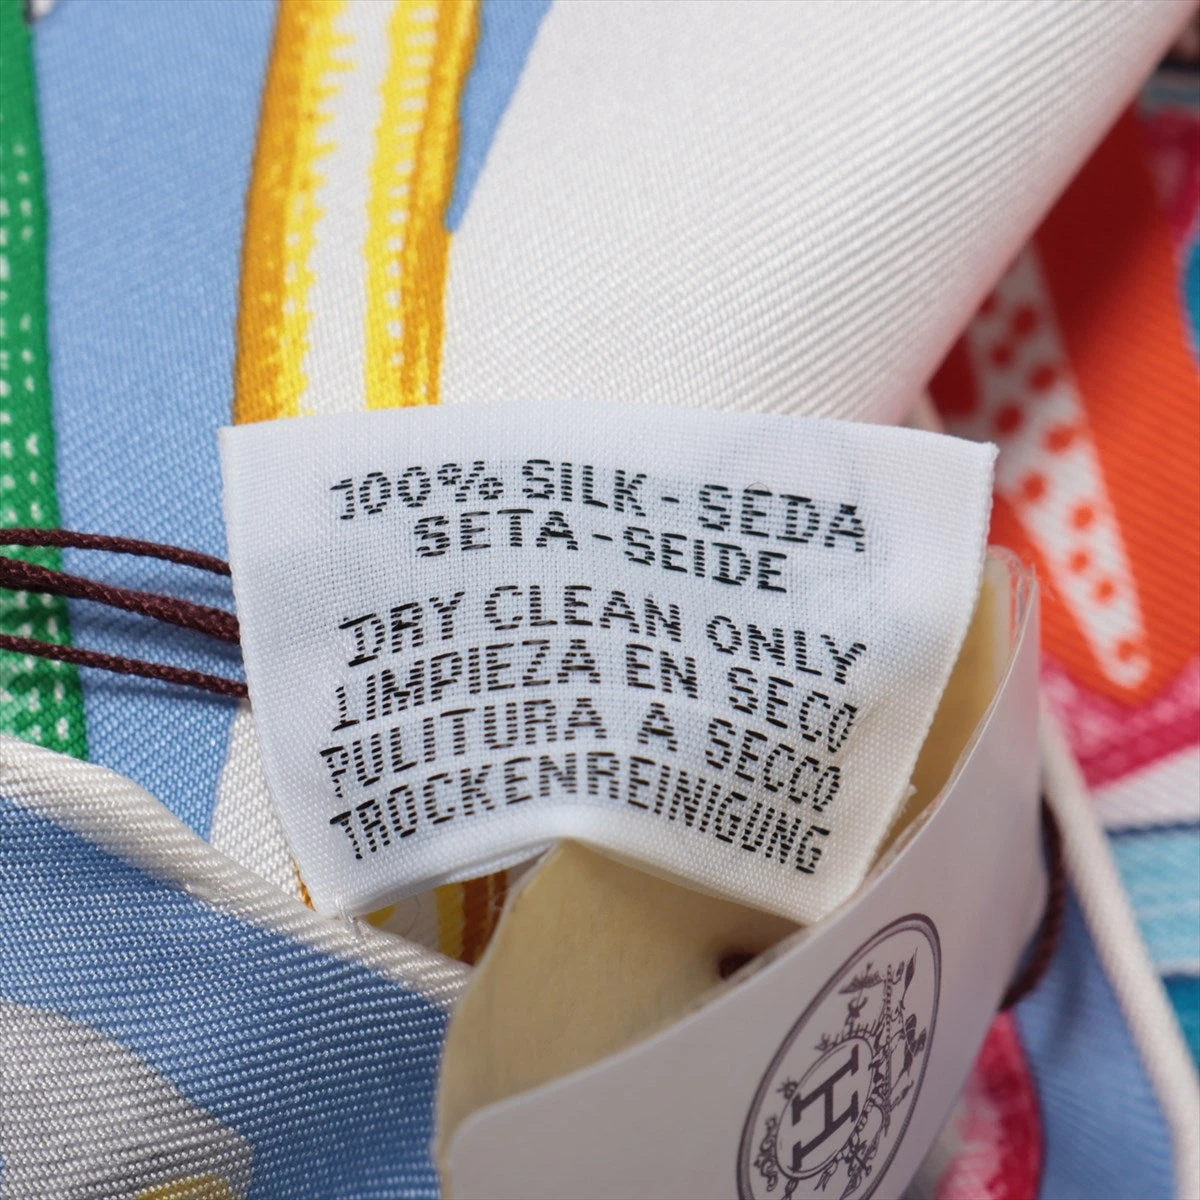 100% SILK - SEDA
SETA - SEIDE
DRY CLEAN ONLY
LIMPIEZA EN SECO
PULITURA A SECCO
TROCKENREINIGUNG
H